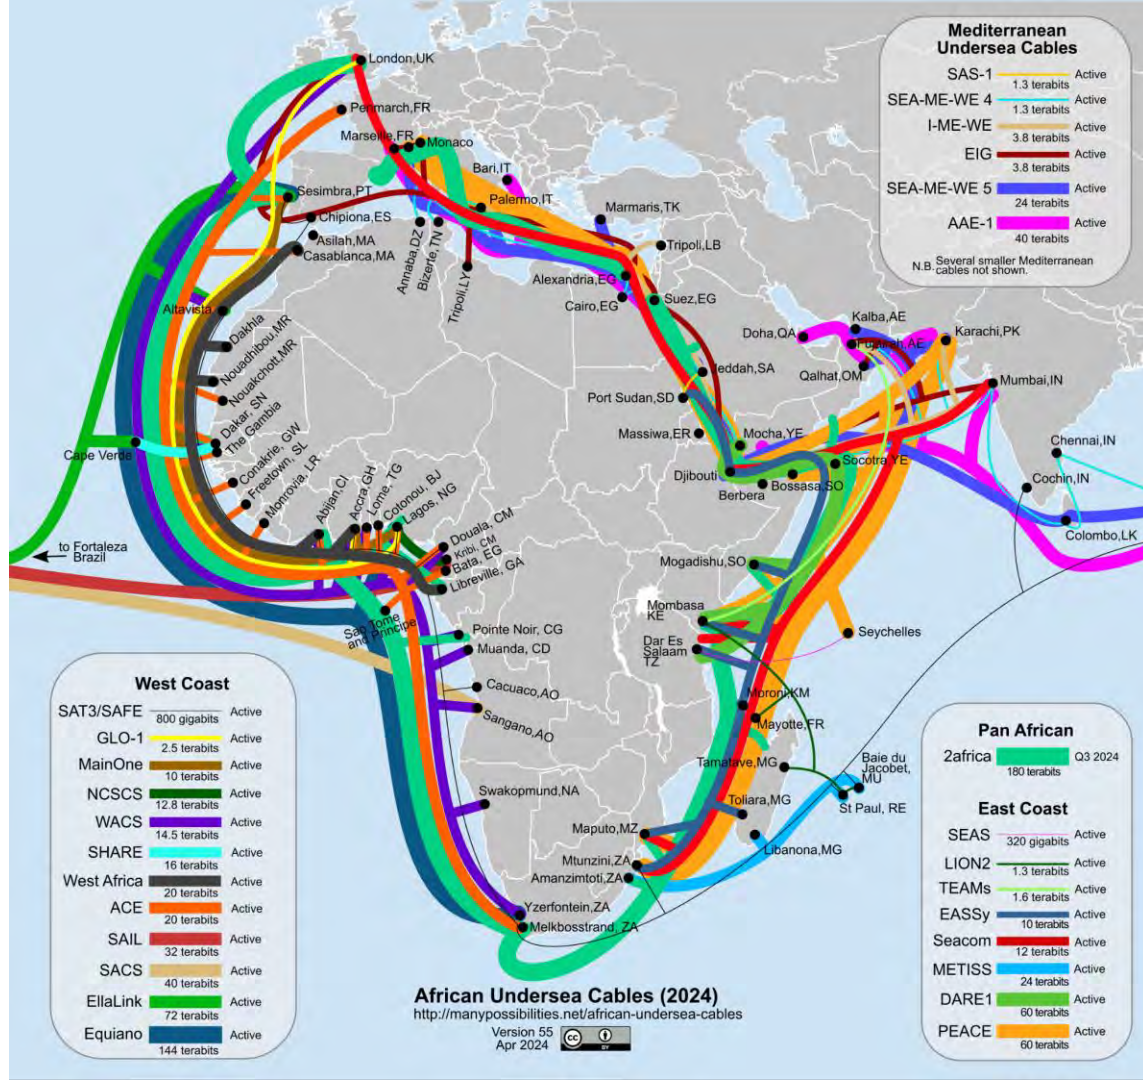 Mediterranean
Undersea Cables
SAS-1 Active
1.3 terabits
SEA-ME-WE 4 Active
1.3 terabits
I-ME-WE Active
3.8 terabits
EIG Active
3.8 terabits
SEA-ME-WE 5 Active
24 terabits
AAE-1 Active
40 terabits
N.B. Several smaller Mediterranean
cables not shown.
London,UK
Penmarch,FR
Marseille,FR
Monaco
Bari,IT
Sesimbra,PT
Palermo,IT
Marmaris,TK
Chipiona,ES
Asilah,MA
Casablanca,MA
Annaba,DZ
Bizerte,TN
Tripoli,LY
Tripoli,LB
Alexandria,EG
Cairo,EG
Suez,EG
Altavista
Dakhla
Nouadhibou,MR
Nouakchott,MR
Dakar, SN
The Gambia
Cape Verde
Conakrie, GW
Freetown, SL
Monrovia, LR
Abijan,CI
Accra,GH
Lome, TG
Cotonou, BJ
Lagos, NG
Douala, CM
Kribi, CM
Bata, EG
Libreville, GA
Doha,QA
Kalba,AE
Fujirah,AE
Qalhat,OM
Karachi,PK
Mumbai,IN
Jeddah,SA
Port Sudan,SD
Massiwa,ER
Mocha,YE
Djibouti
Berbera
Bossasa,SO
Socotra,YE
Chennai,IN
Cochin,IN
Colombo,LK
to Fortaleza
Brazil
Sao Tome
and Principe
Pointe Noir, CG
Muanda, CD
Cacuaco,AO
Sangano,AO
Swakopmund,NA
Mogadishu,SO
Mombasa
KE
Dar Es
Salaam
TZ
Seychelles
Moroni,KM
Mayotte,FR
Tamatave,MG
Baie du
Jacobet,
MU
St Paul, RE
Toliara,MG
Libanona,MG
Maputo,MZ
Mtunzini,ZA
Amanzimtoti,ZA
Yzerfontein,ZA
Melkbosstrand, ZA
West Coast
SAT3/SAFE Active
800 gigabits
GLO-1 Active
2.5 terabits
MainOne Active
10 terabits
NCSCS Active
12.8 terabits
WACS Active
14.5 terabits
SHARE Active
16 terabits
West Africa Active
20 terabits
ACE Active
20 terabits
SAIL Active
32 terabits
SACS Active
40 terabits
EllaLink Active
72 terabits
Equiano Active
144 terabits
Pan African
2africa Q3 2024
180 terabits
East Coast
SEAS Active
320 gigabits
LION2 Active
1.3 terabits
TEAMs Active
1.6 terabits
EASSy Active
10 terabits
Seacom Active
12 terabits
METISS Active
24 terabits
DARE1 Active
60 terabits
PEACE Active
60 terabits
African Undersea Cables (2024)
http://manypossibilities.net/african-undersea-cables
Version 55
Apr 2024
cc
BY